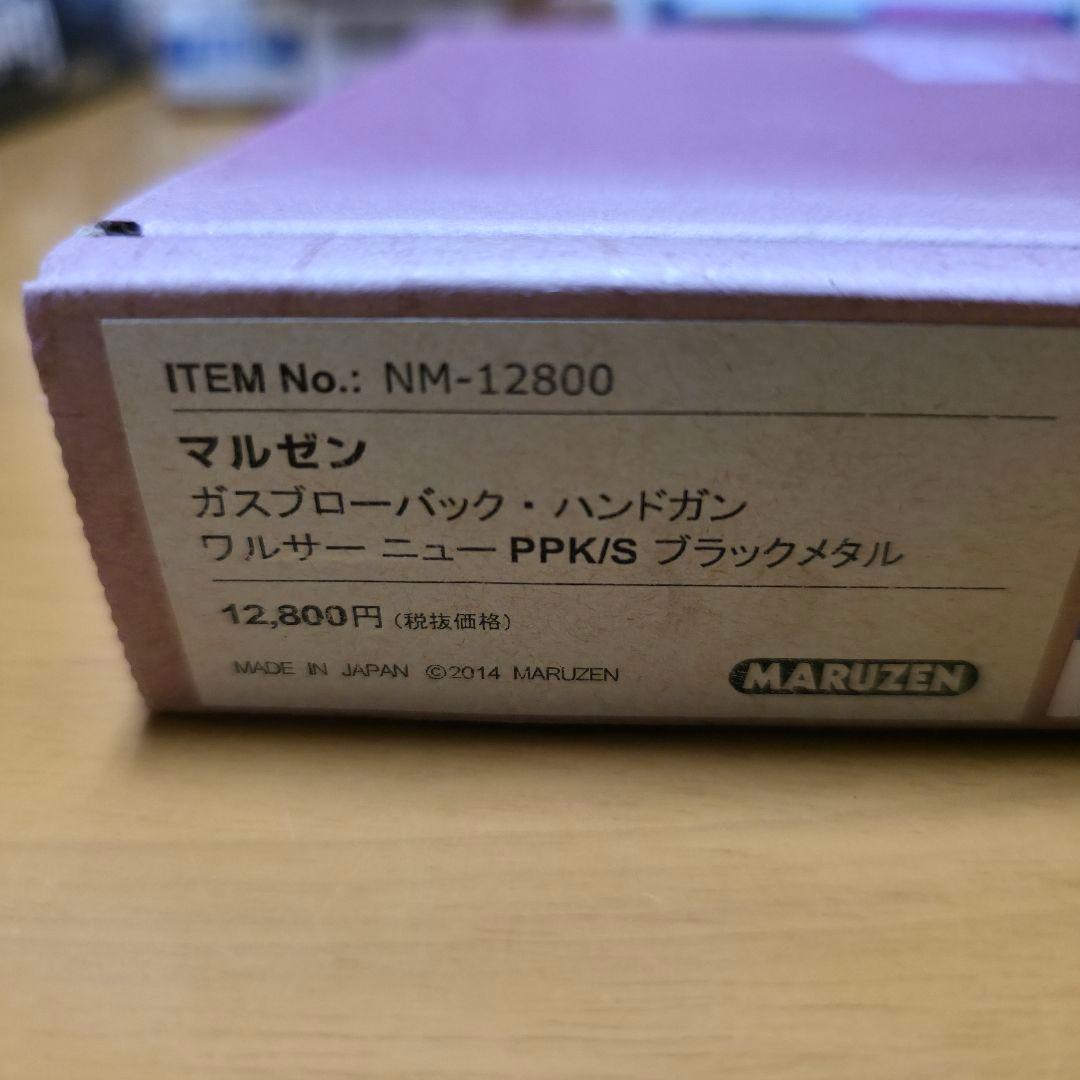 ITEM No.: NM-12800
マルゼン
ガスブローバック・ハンドガン
ワルサー ニュー PPK/S ブラックメタル
12,800円 (税抜価格)
MADE IN JAPAN ©2014 MARUZEN
MARUZEN